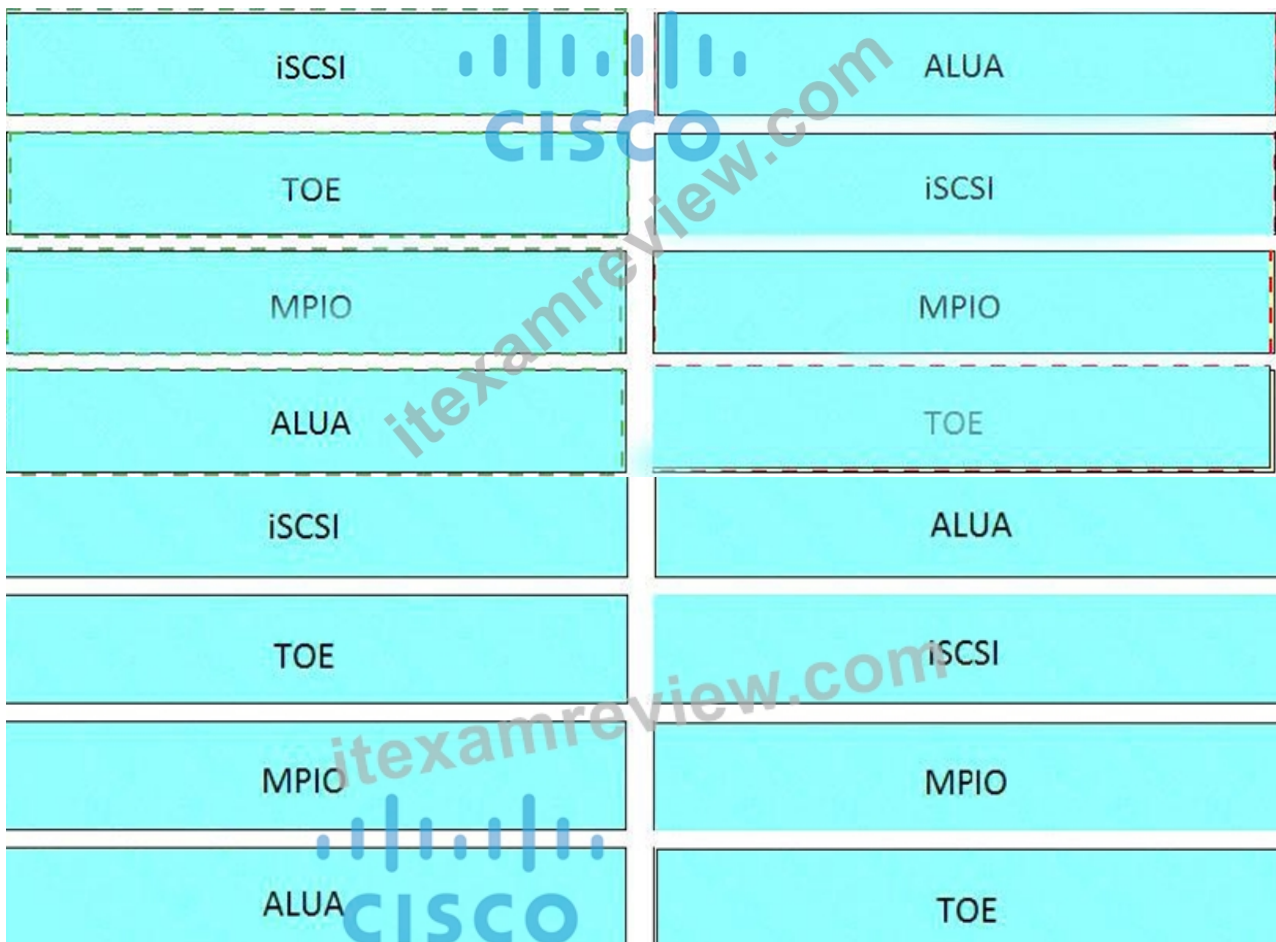 iSCSI ALUA
CISCO
TOE iSCSI
MPIO MPIO
itexamreview.com
ALUA TOE
iSCSI ALUA
TOE iSCSI
itexamreview.com
MPIO MPIO
ALUA TOE
CISCO